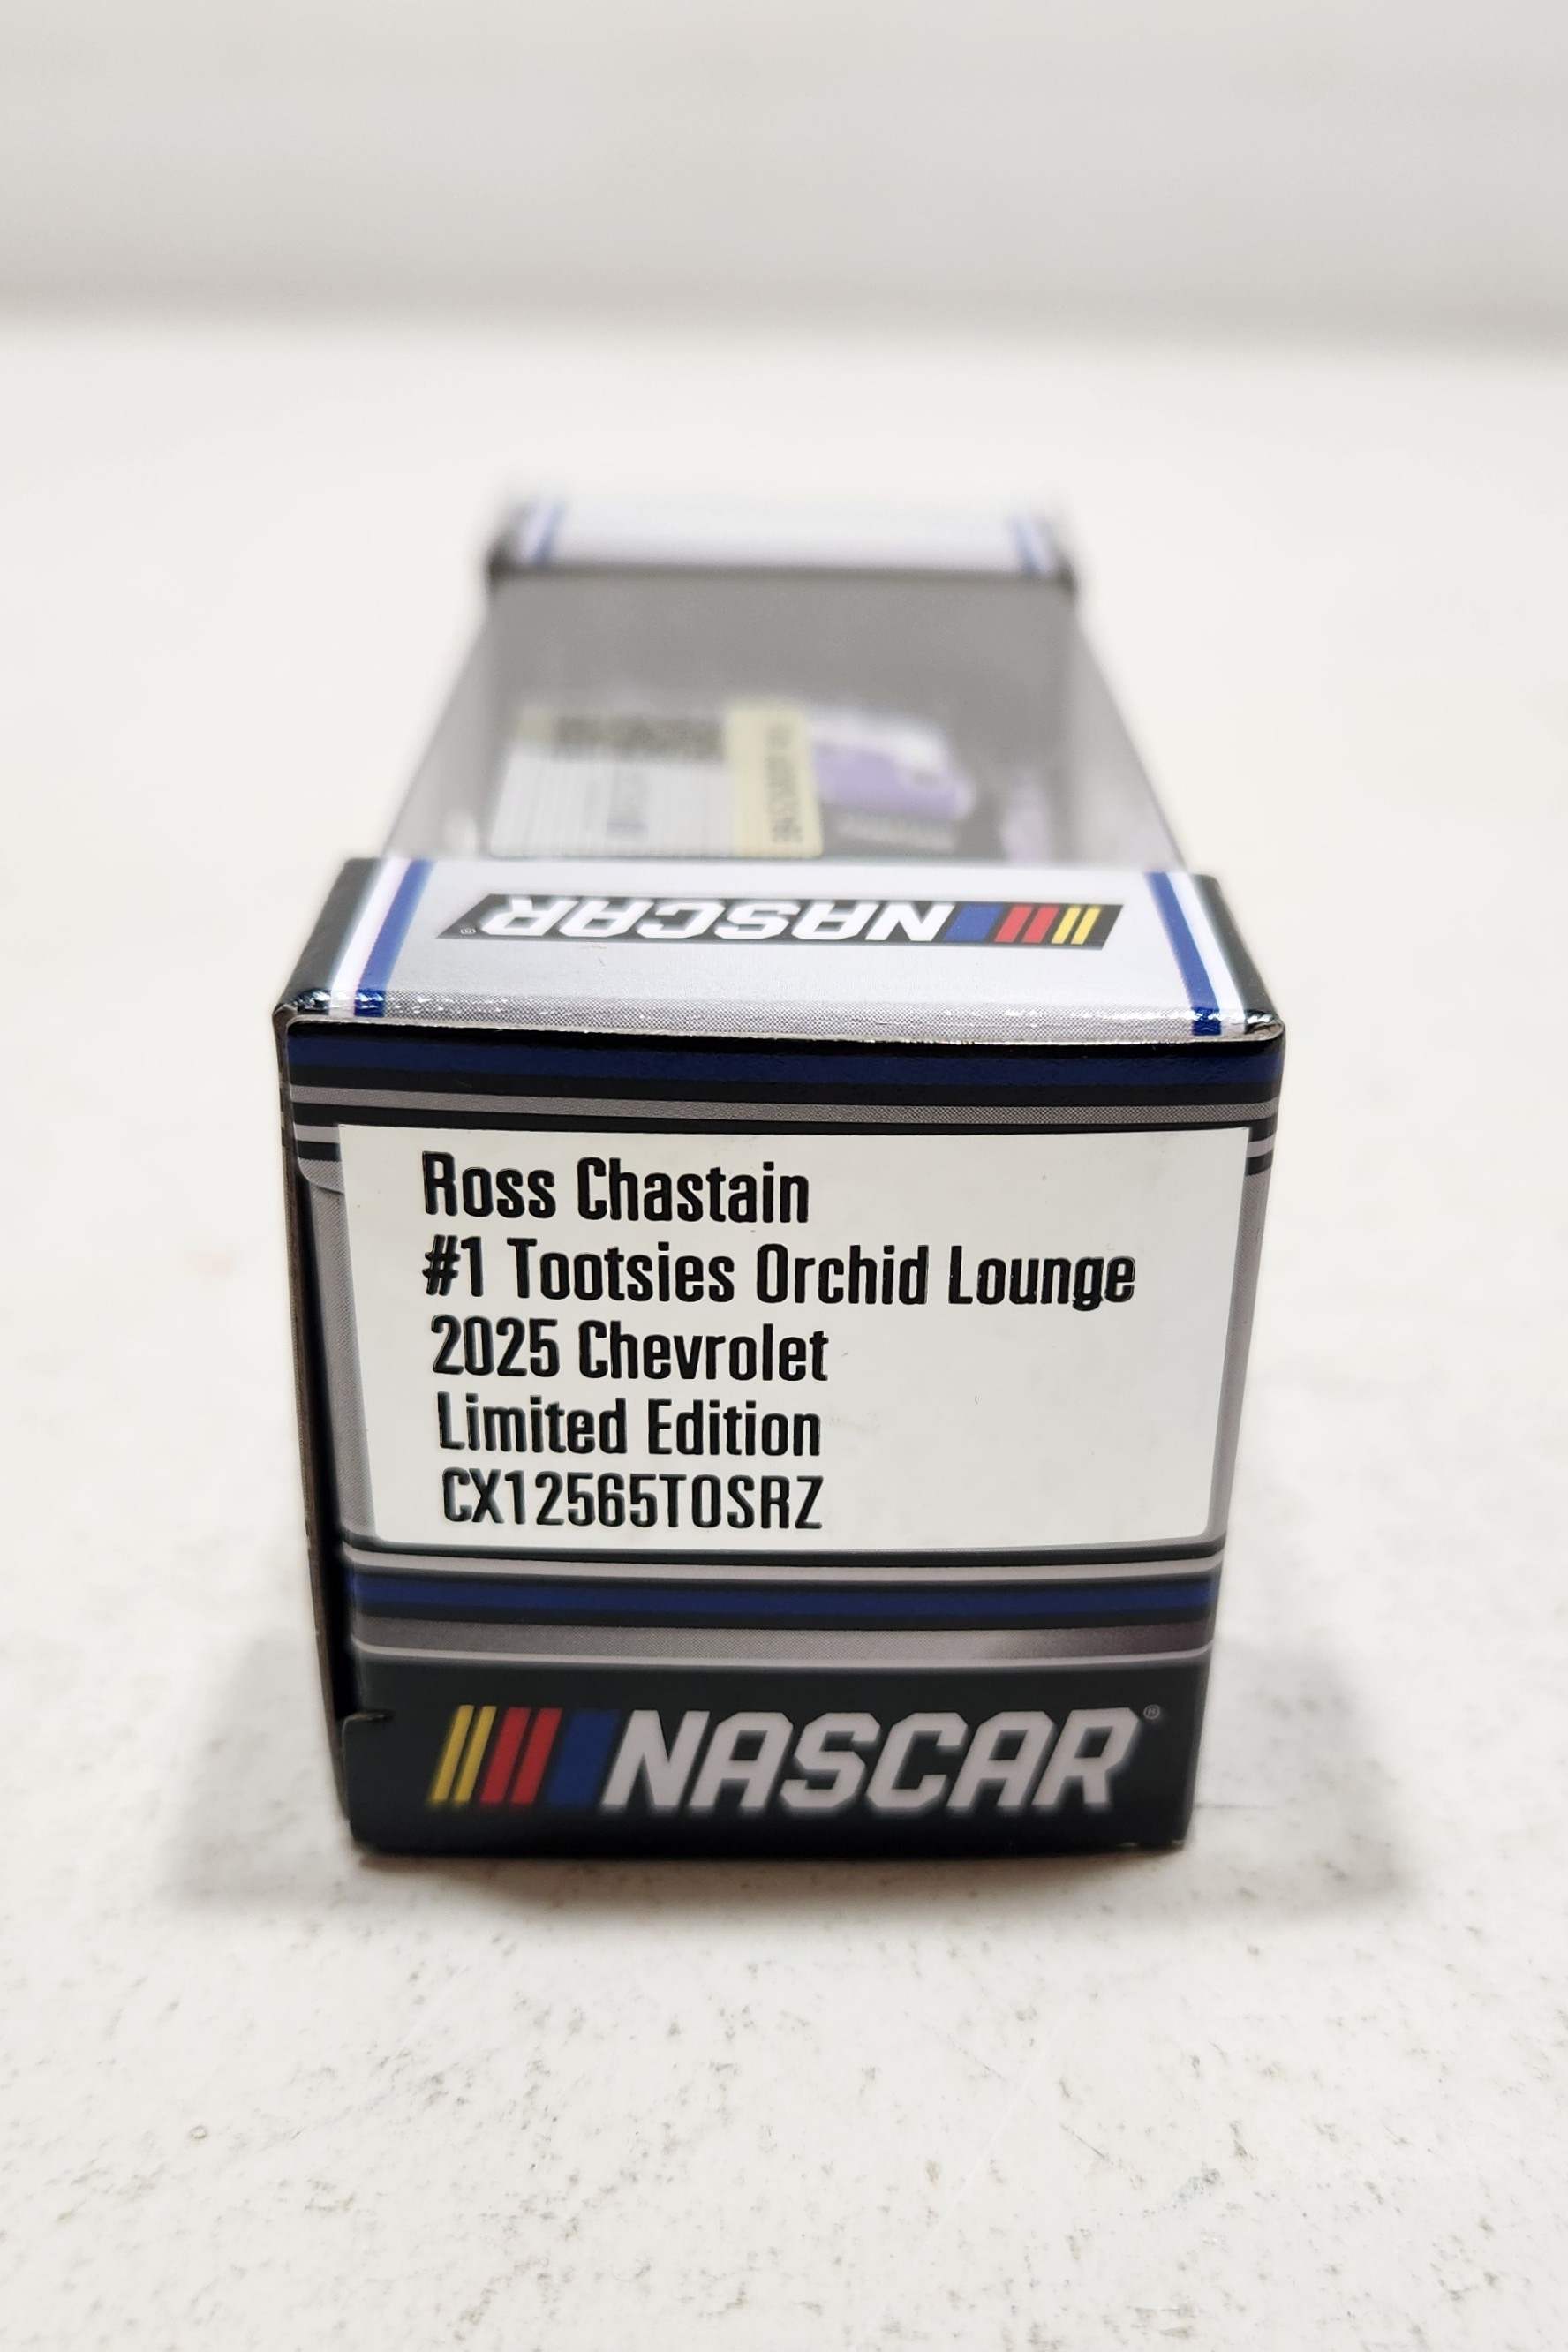 NASCAR®
Ross Chastain
#1 Tootsies Orchid Lounge
2025 Chevrolet
Limited Edition
CX12565TOSRZ
NASCAR®